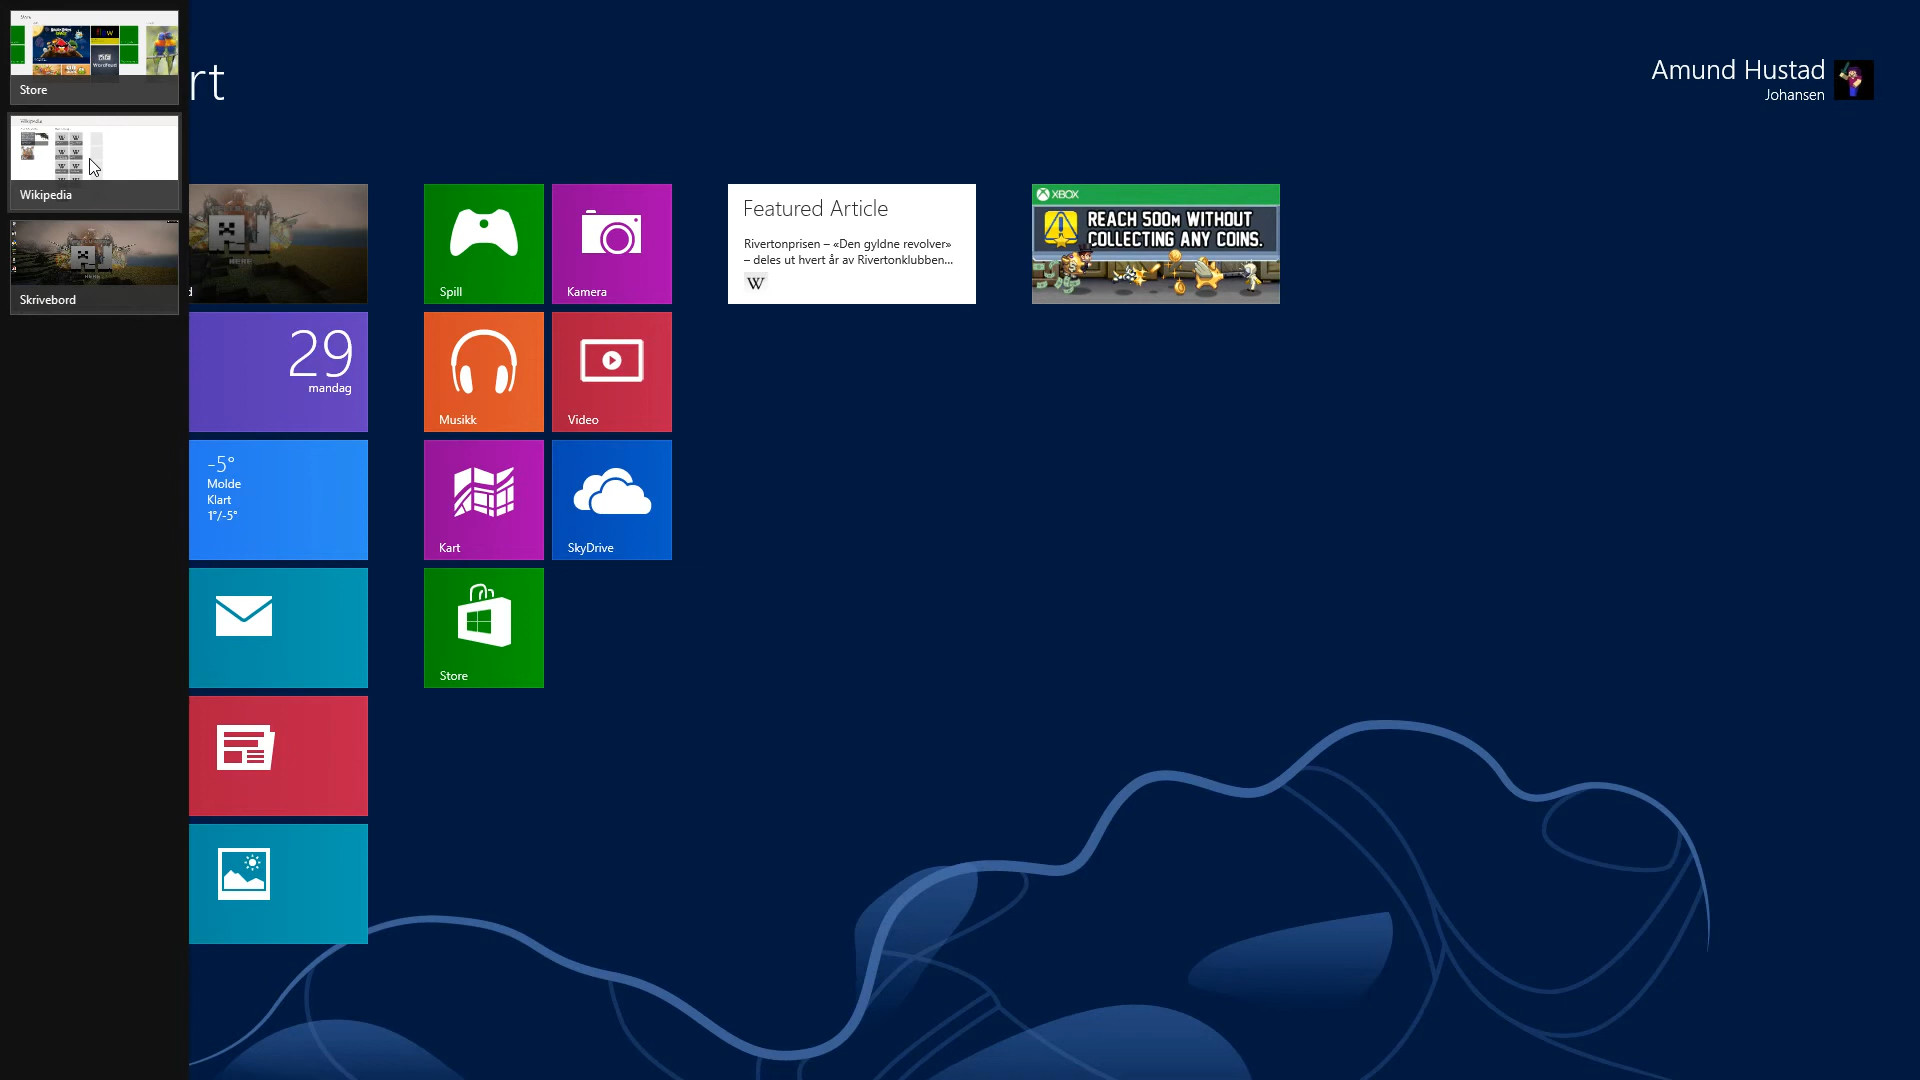 Store
Wikipedia
Skrivebord
rt
Amund Hustad
Johansen
d
29
mandag
-5°
Molde
Klart
1°/-5°
Spill
Kamera
Musikk
Video
Kart
SkyDrive
Store
Featured Article
Rivertonprisen – «Den gyldne revolver»
– deles ut hvert år av Rivertonklubben...
W
XBOX
REACH 500M WITHOUT
COLLECTING ANY COINS.